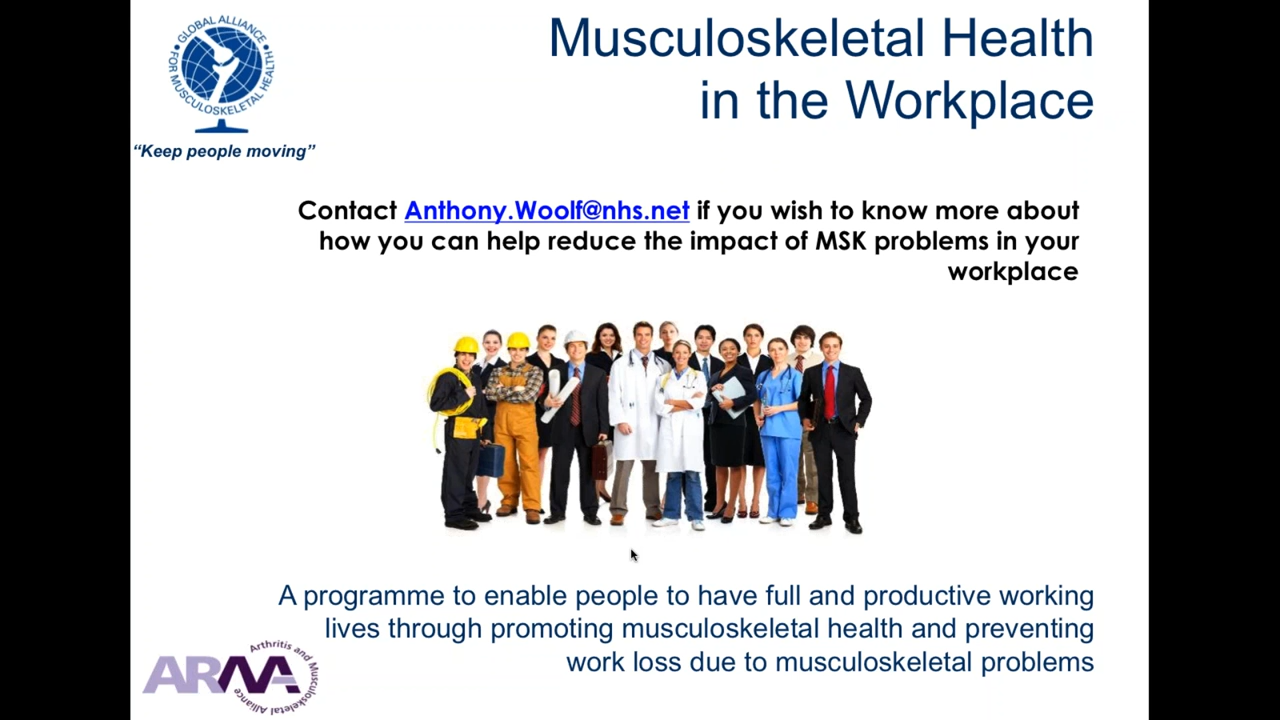 GLOBAL ALLIANCE
FOR MUSCULOSKELETAL HEALTH
“Keep people moving”
Musculoskeletal Health
in the Workplace
Contact Anthony.Woolf@nhs.net if you wish to know more about
how you can help reduce the impact of MSK problems in your
workplace
A programme to enable people to have full and productive working
lives through promoting musculoskeletal health and preventing
work loss due to musculoskeletal problems
ARMA
Arthritis and Musculoskeletal Alliance